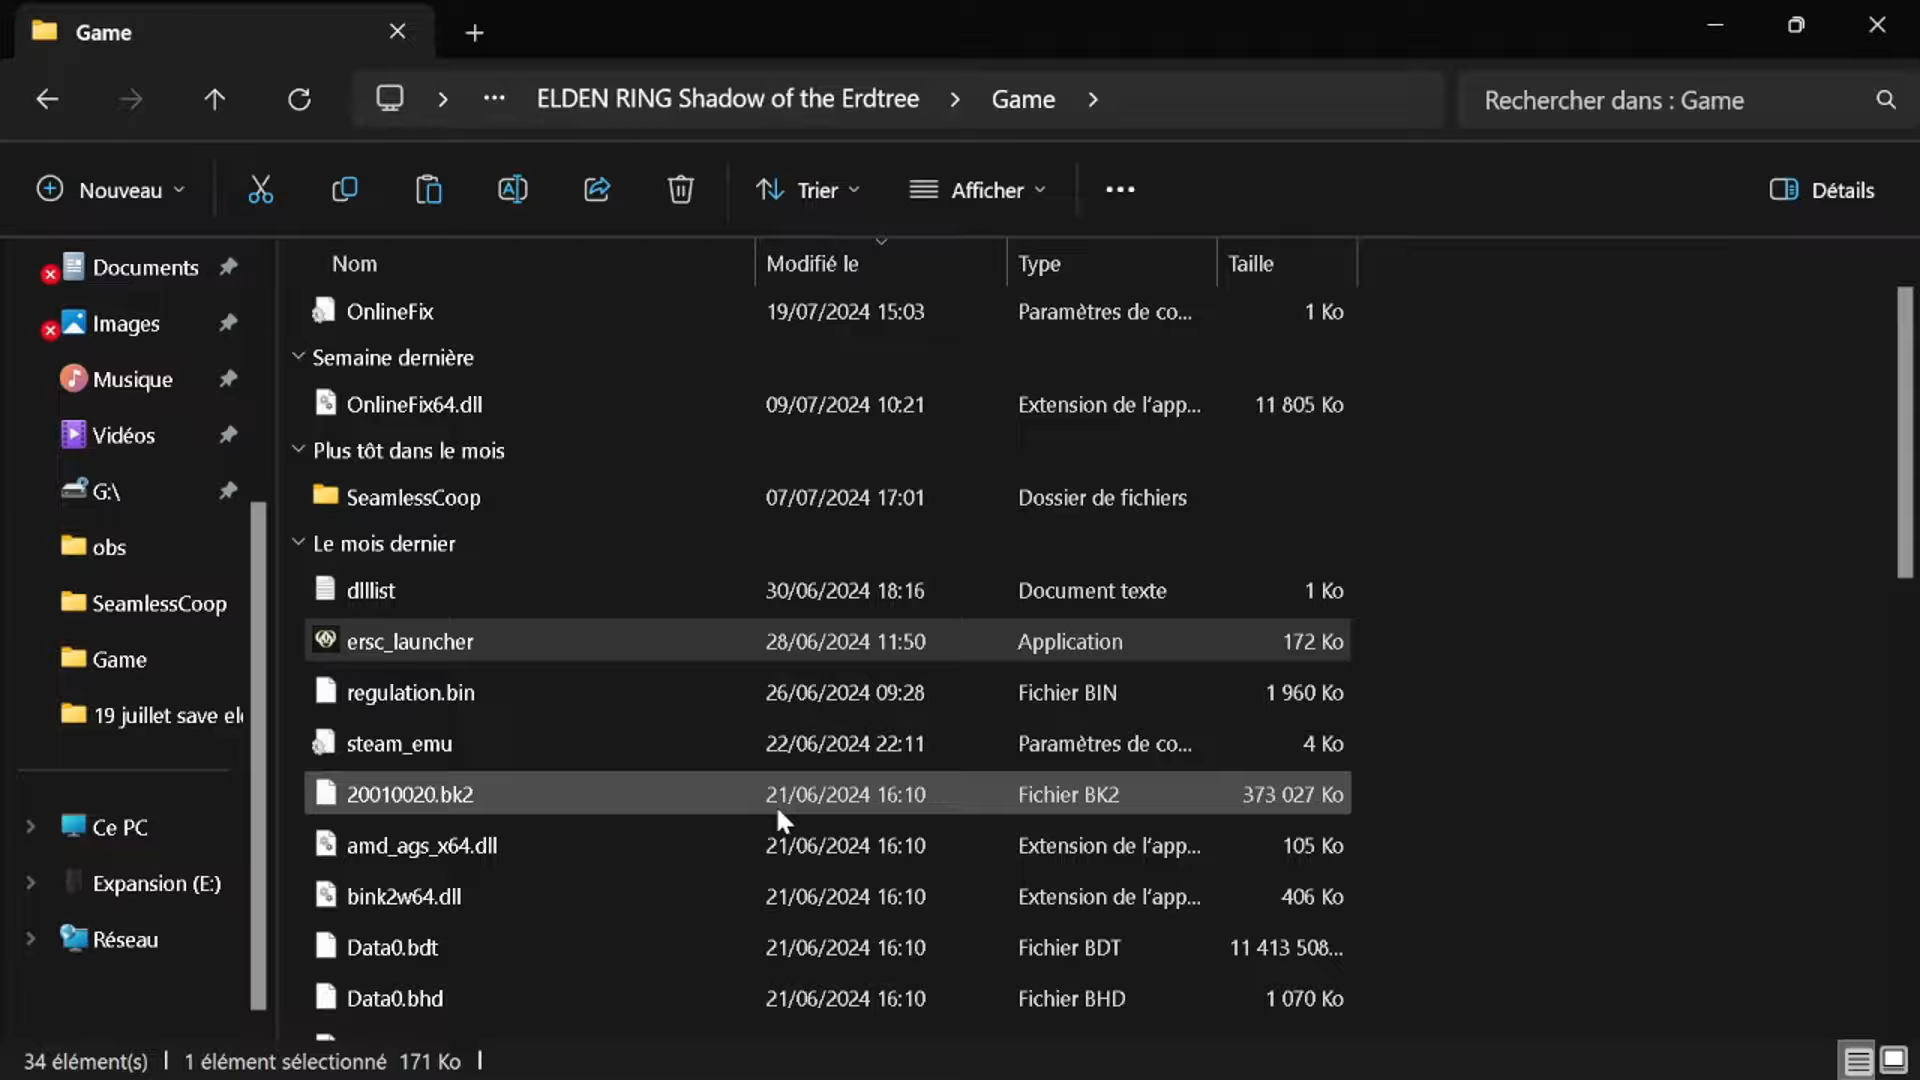 Game
ELDEN RING Shadow of the Erdtree > Game >
Rechercher dans : Game
Nouveau
Trier
Afficher
Détails
Documents
Images
Musique
Vidéos
G:\
obs
SeamlessCoop
Game
19 juillet save el
Ce PC
Expansion (E:)
Réseau
Nom Modifié le Type Taille
OnlineFix 19/07/2024 15:03 Paramètres de co... 1 Ko
Semaine dernière
OnlineFix64.dll 09/07/2024 10:21 Extension de l'app... 11 805 Ko
Plus tôt dans le mois
SeamlessCoop 07/07/2024 17:01 Dossier de fichiers
Le mois dernier
dlllist 30/06/2024 18:16 Document texte 1 Ko
ersc_launcher 28/06/2024 11:50 Application 172 Ko
regulation.bin 26/06/2024 09:28 Fichier BIN 1 960 Ko
steam_emu 22/06/2024 22:11 Paramètres de co... 4 Ko
20010020.bk2 21/06/2024 16:10 Fichier BK2 373 027 Ko
amd_ags_x64.dll 21/06/2024 16:10 Extension de l'app... 105 Ko
bink2w64.dll 21/06/2024 16:10 Extension de l'app... 406 Ko
Data0.bdt 21/06/2024 16:10 Fichier BDT 11 413 508...
Data0.bhd 21/06/2024 16:10 Fichier BHD 1 070 Ko
34 élément(s) | 1 élément sélectionné 171 Ko |